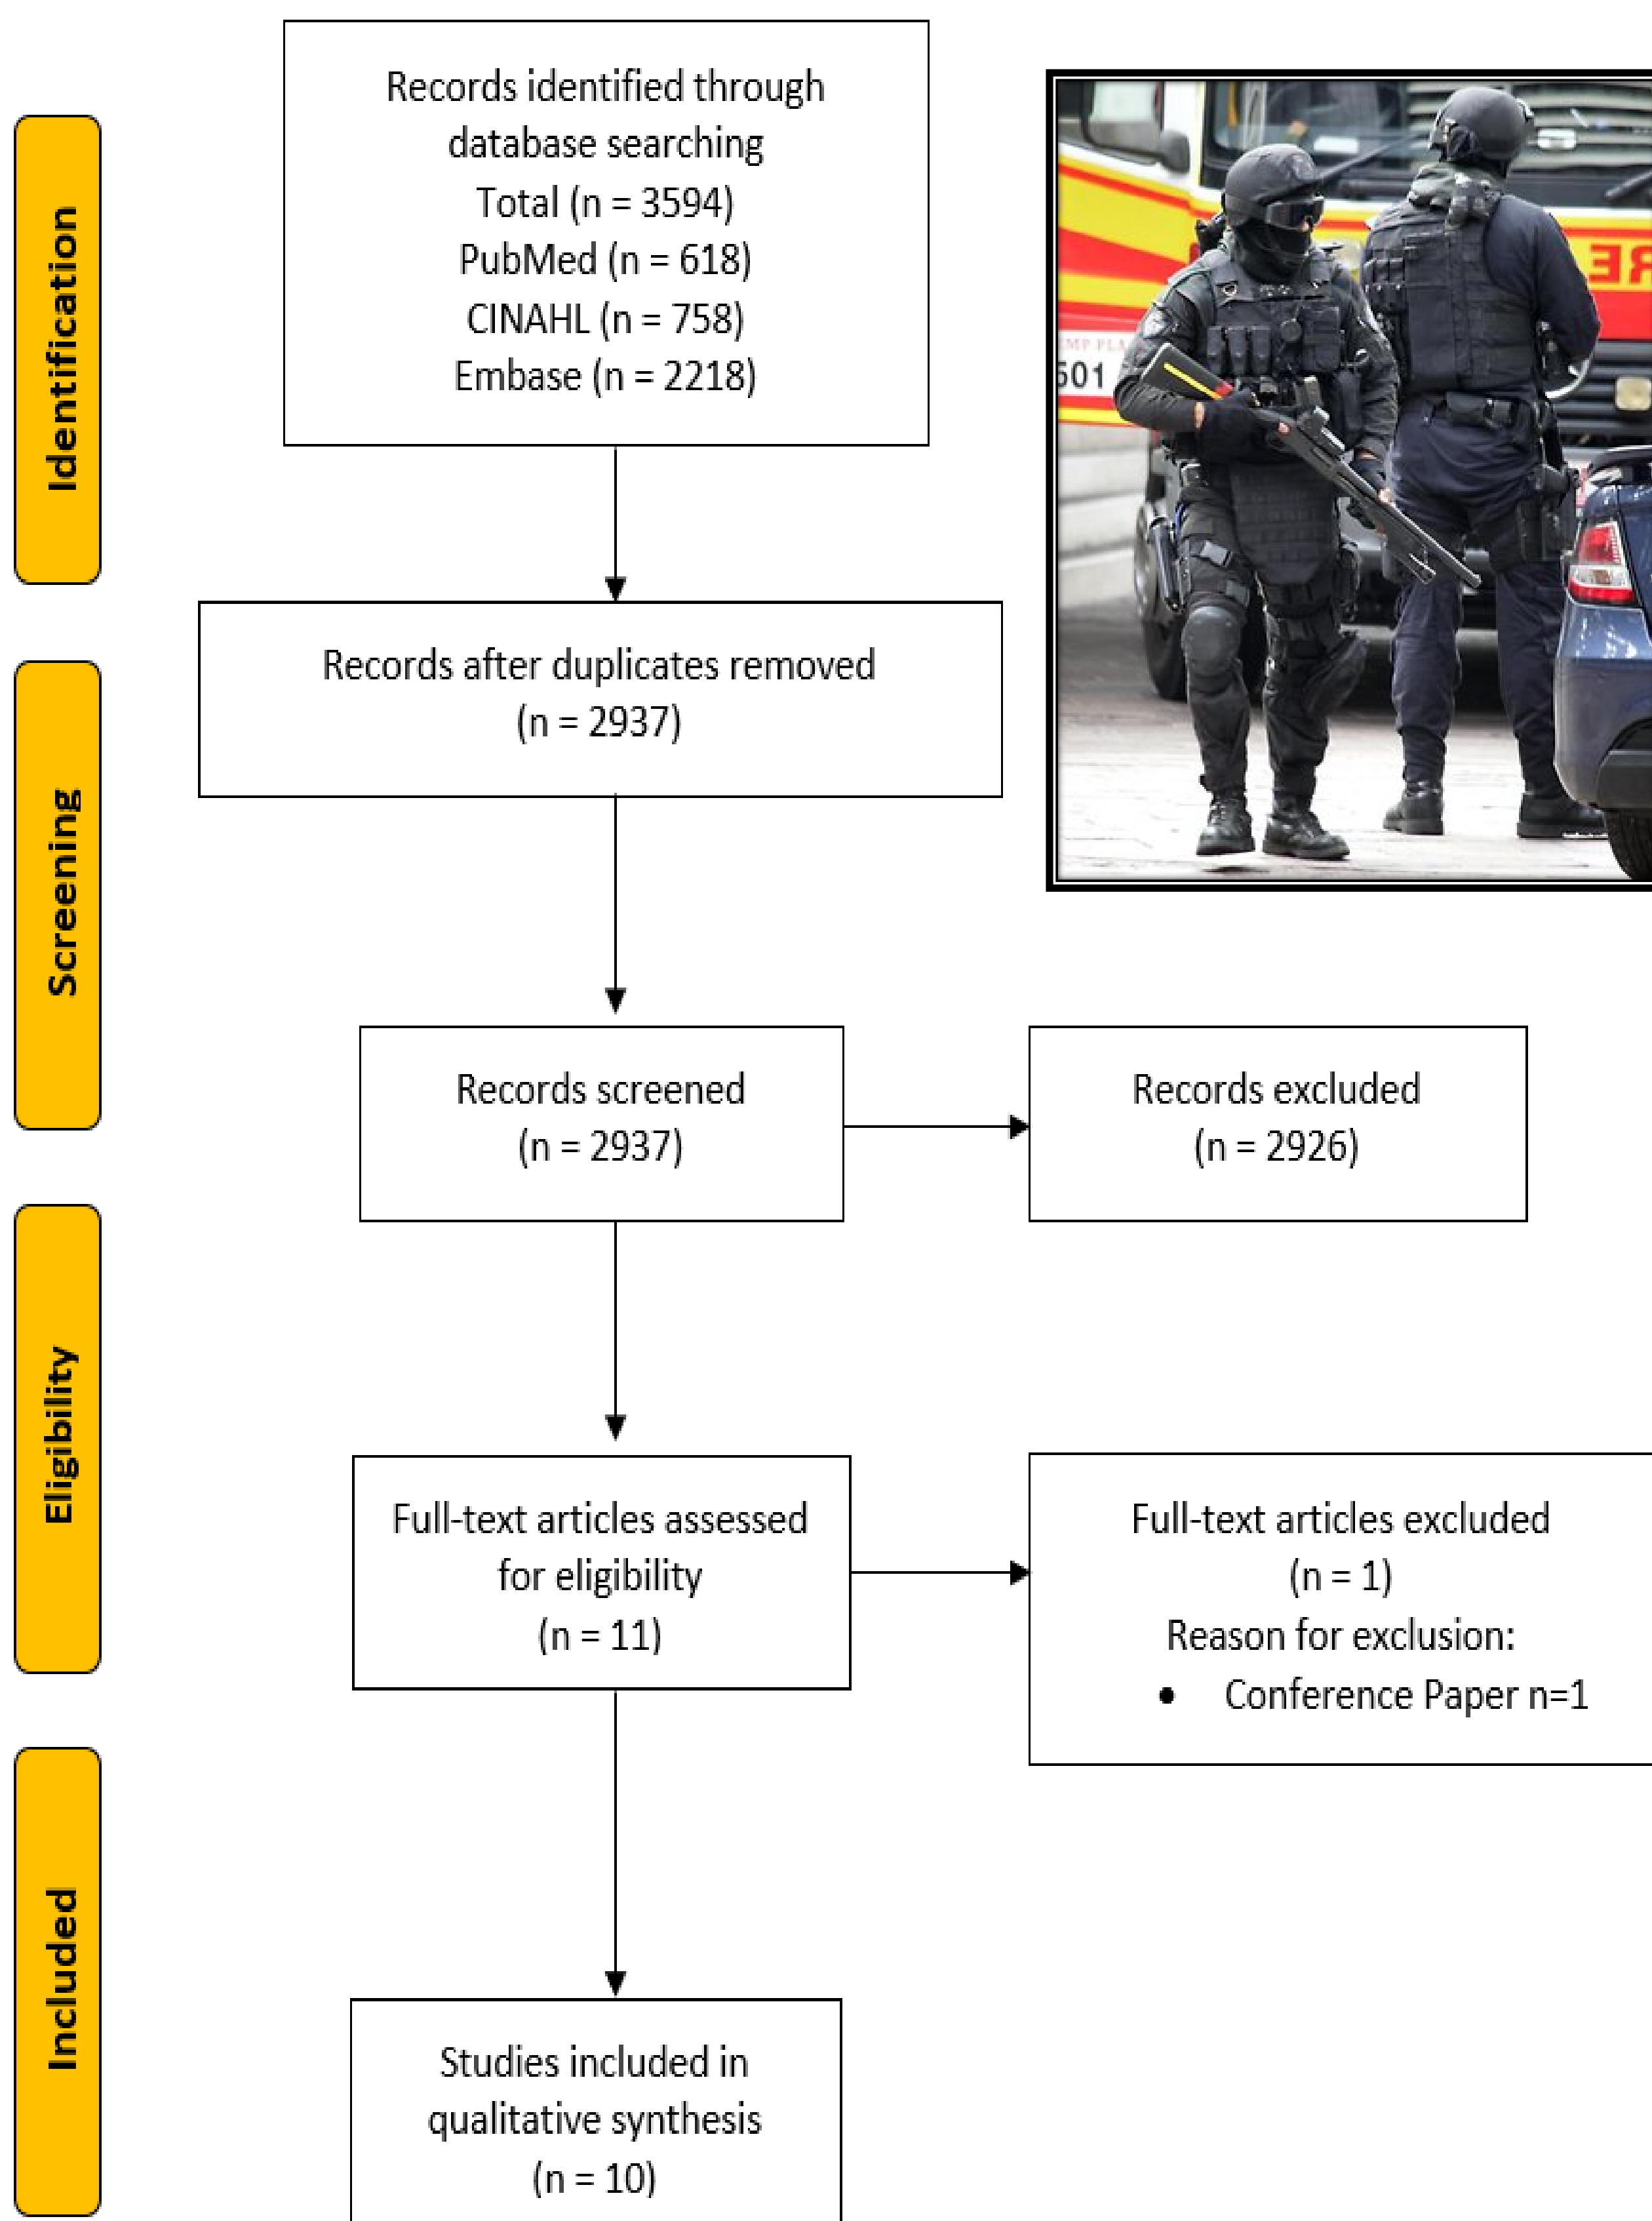 Identification
Records identified through
database searching
Total (n = 3594)
PubMed (n = 618)
CINAHL (n = 758)
Embase (n = 2218)
501
Screening
Records after duplicates removed
(n = 2937)
Records screened
(n = 2937)
Records excluded
(n = 2926)
Eligibility
Full-text articles assessed
for eligibility
(n = 11)
Full-text articles excluded
(n = 1)
Reason for exclusion:
• Conference Paper n=1
Included
Studies included in
qualitative synthesis
(n = 10)